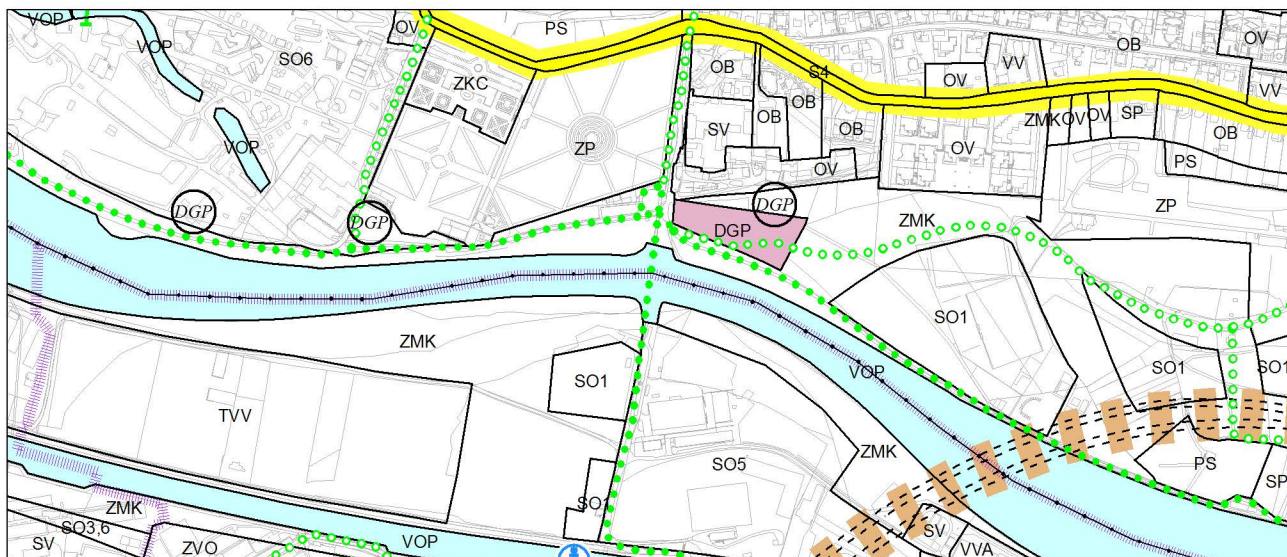 VOP
VOP
SO6
OV
PS
ZKC
ZP
VOP
OB
SV
OB
OB
OB
OV
S4
OV
VV
OB
OV
VV
ZMK
OV
OV
SP
OB
PS
OV
ZP
DGP
DGP
DGP
DGP
ZMK
SO1
SO1
SO1
ZMK
SO1
VOP
TVV
SO5
ZMK
SO1
PS
SP
ZMK
SO3,6
SV
ZVO
VOP
SV
VVA